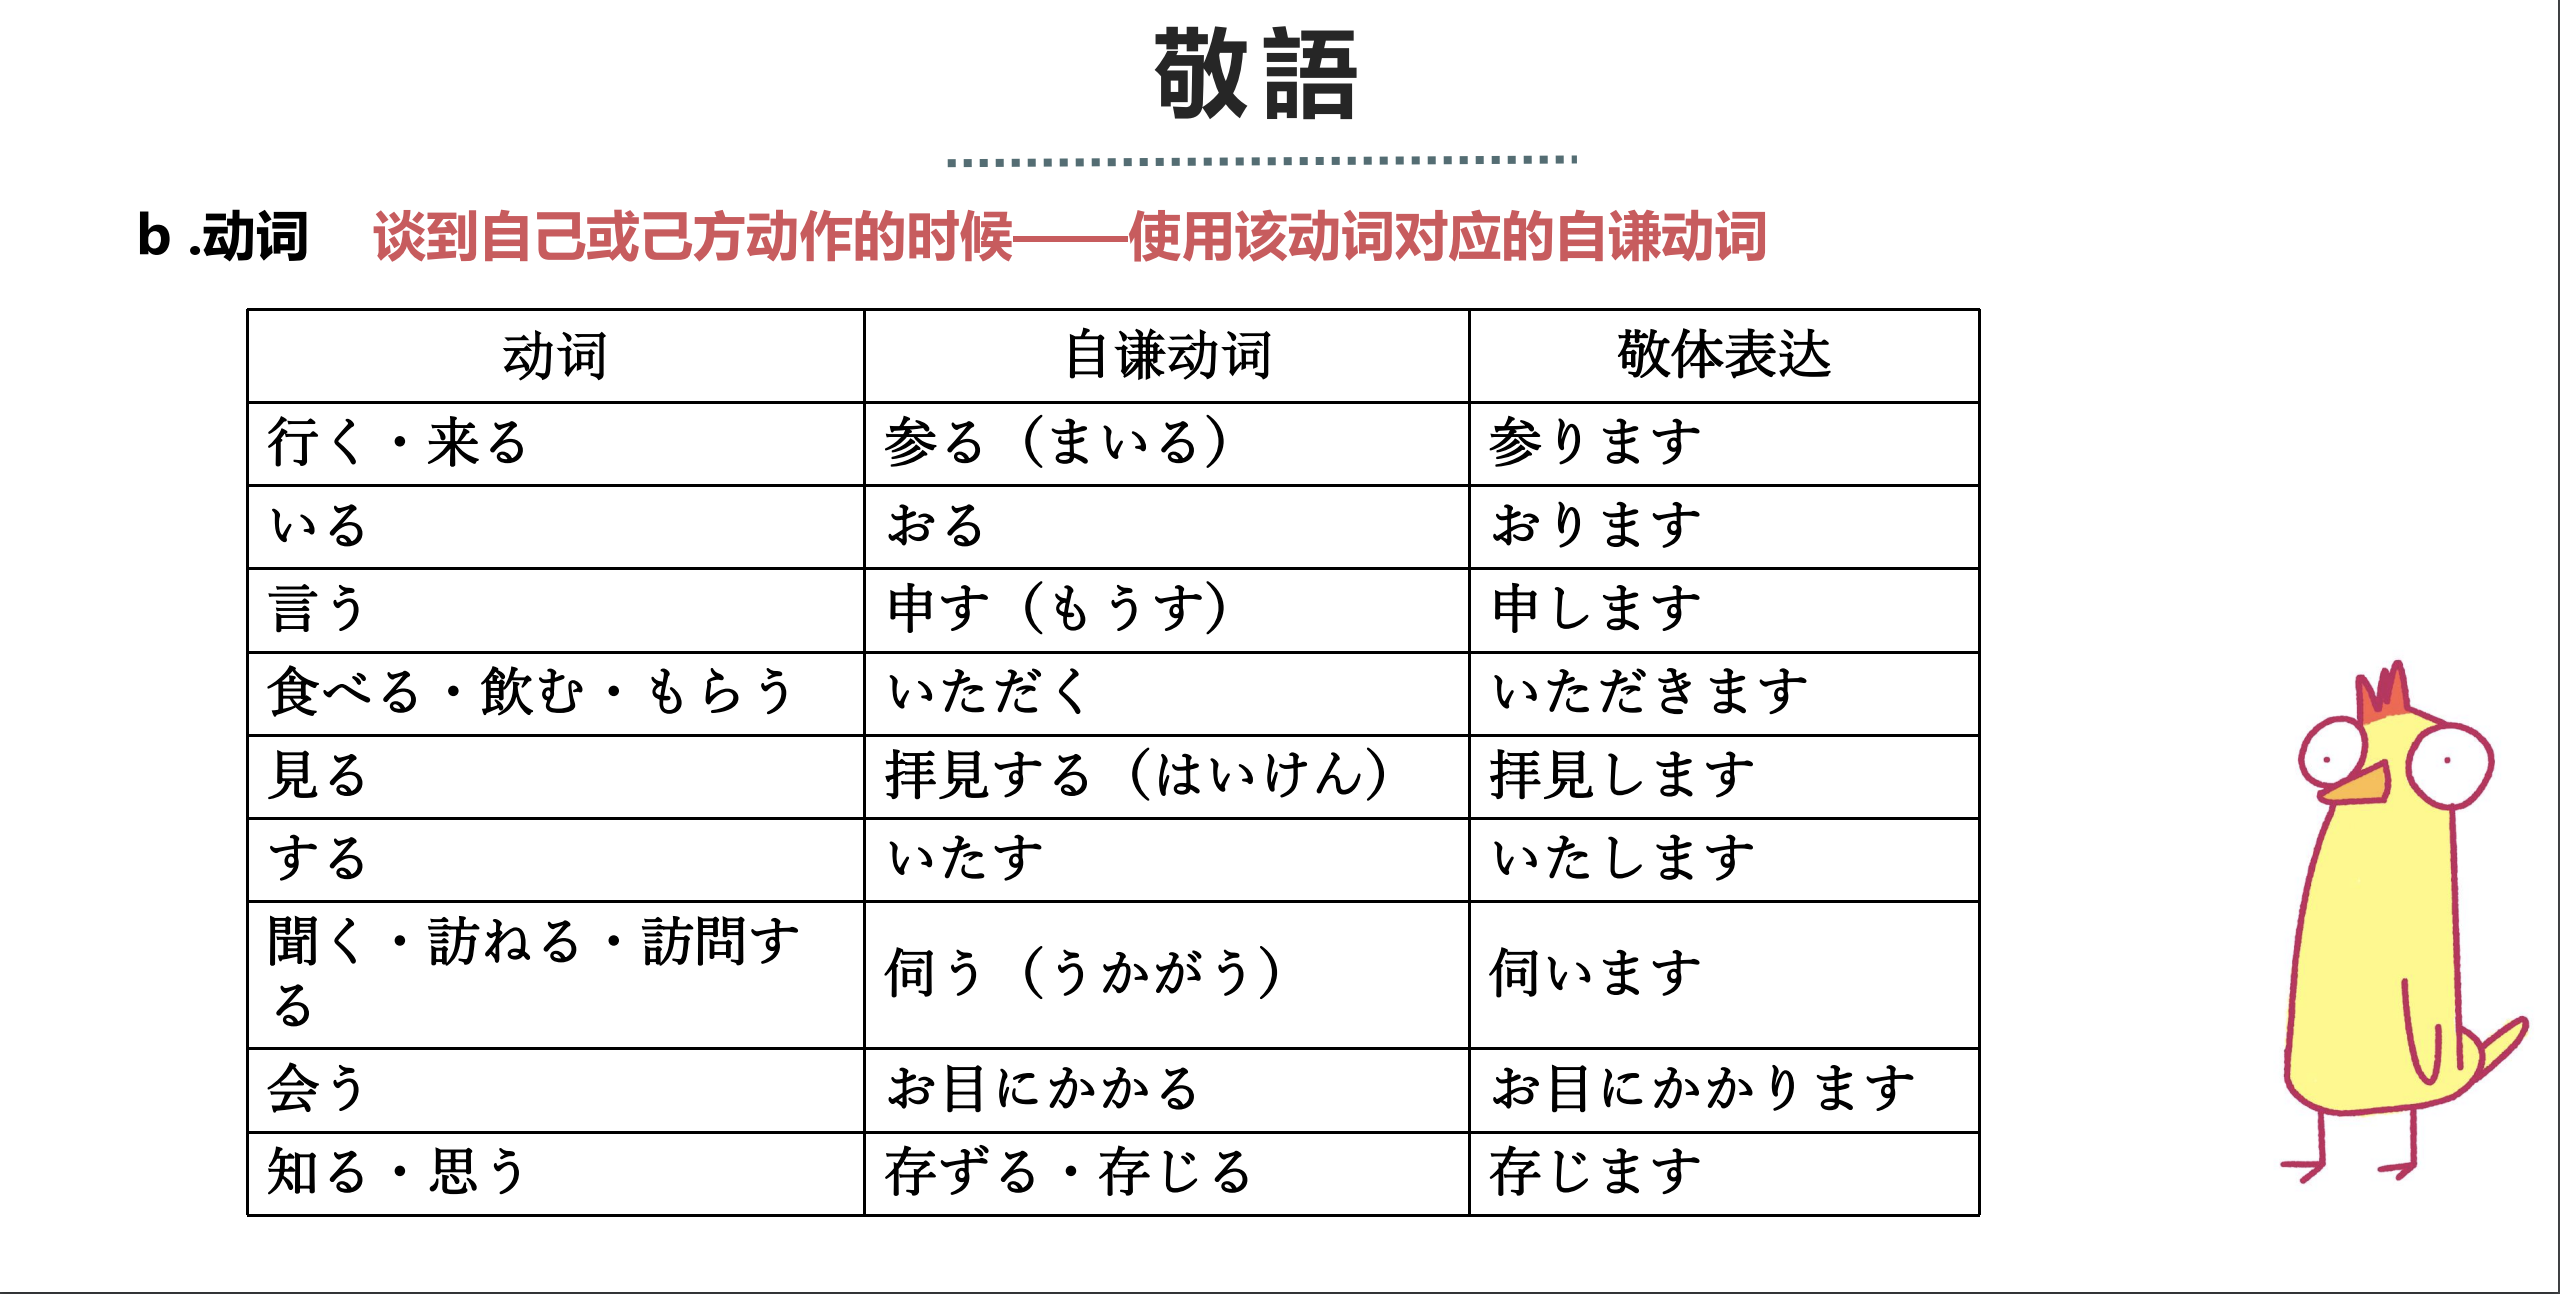 敬語
b .动词 谈到自己或己方动作的时候——使用该动词对应的自谦动词
动词 自谦动词 敬体表达
行く・来る 参る（まいる） 参ります
いる おる おります
言う 申す（もうす） 申します
食べる・飲む・もらう いただく いただきます
見る 拝見する（はいけん） 拝見します
する いたす いたします
聞く・訪ねる・訪問す
る 伺う（うかがう） 伺います
会う お目にかかる お目にかかります
知る・思う 存ずる・存じる 存じます